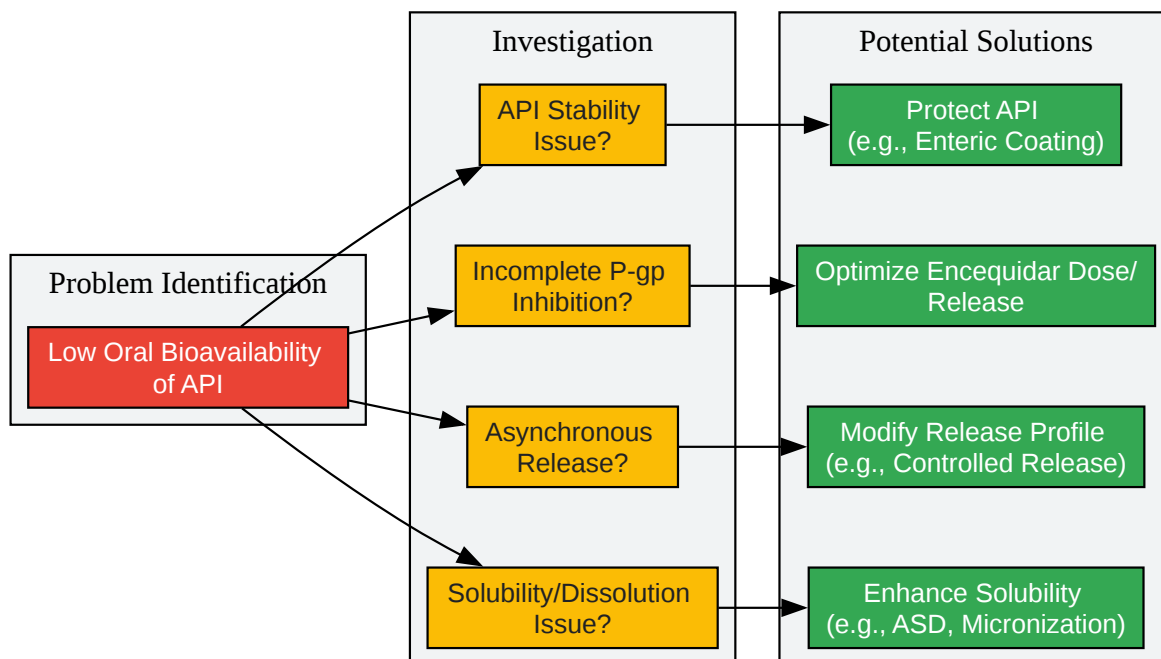 Problem Identification
Low Oral Bioavailability
of API
Investigation
API Stability
Issue?
Incomplete P-gp
Inhibition?
Asynchronous
Release?
Solubility/Dissolution
Issue?
Potential Solutions
Protect API
(e.g., Enteric Coating)
Optimize Encequidar Dose/
Release
Modify Release Profile
(e.g., Controlled Release)
Enhance Solubility
(e.g., ASD, Micronization)